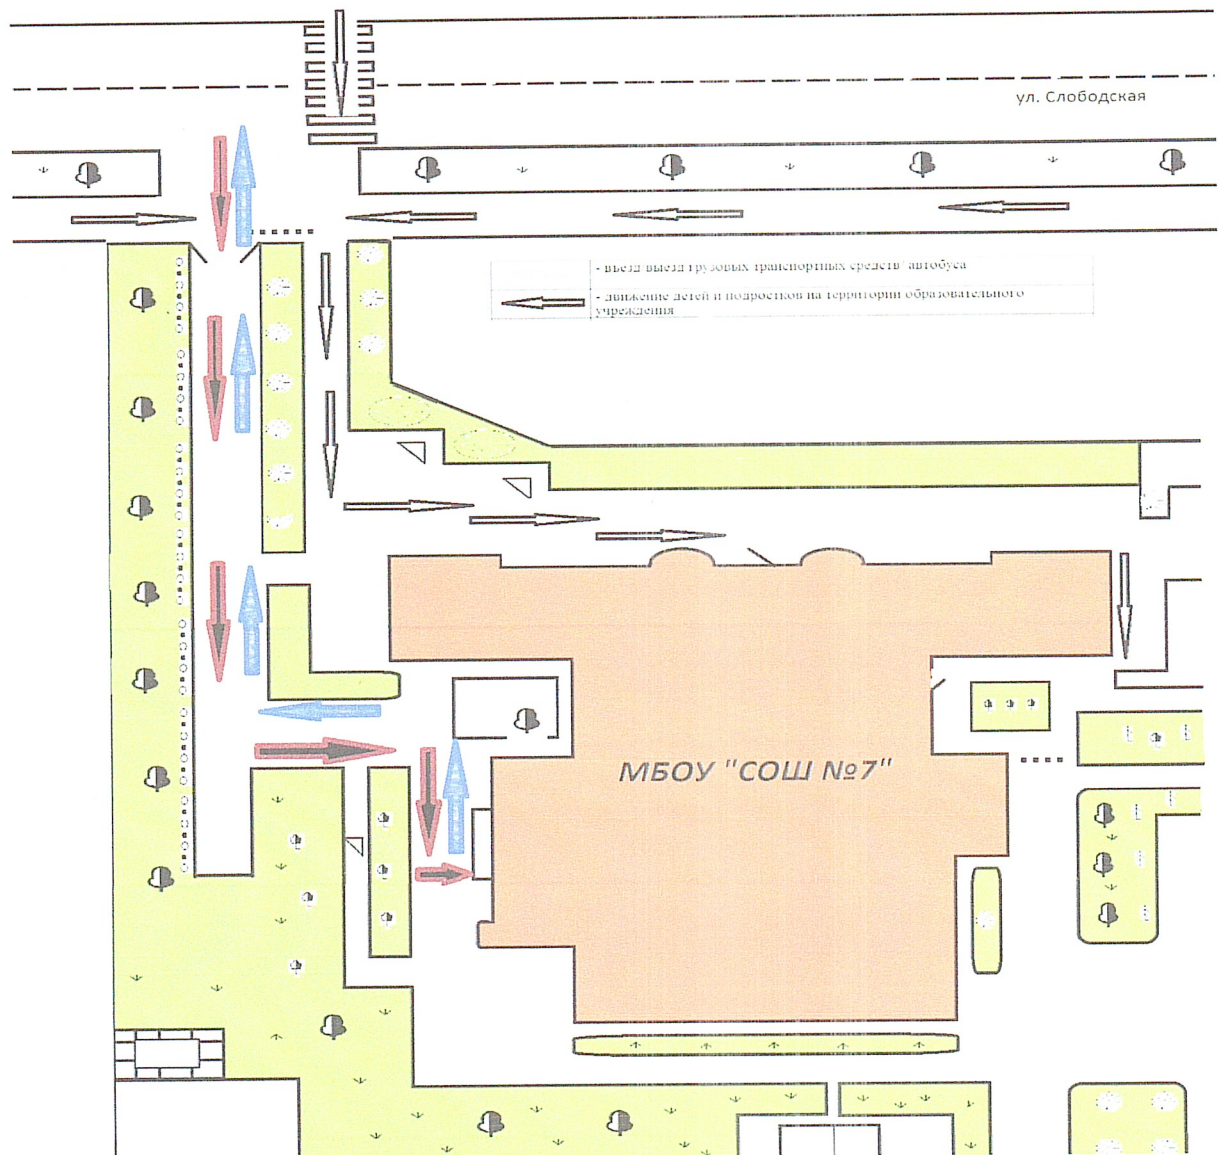 ул. Слободская
- въезд/выезд грузовых транспортных средств/ автобуса
- движение детей и подростков на территории образовательного
учреждения
МБОУ "СОШ №7"